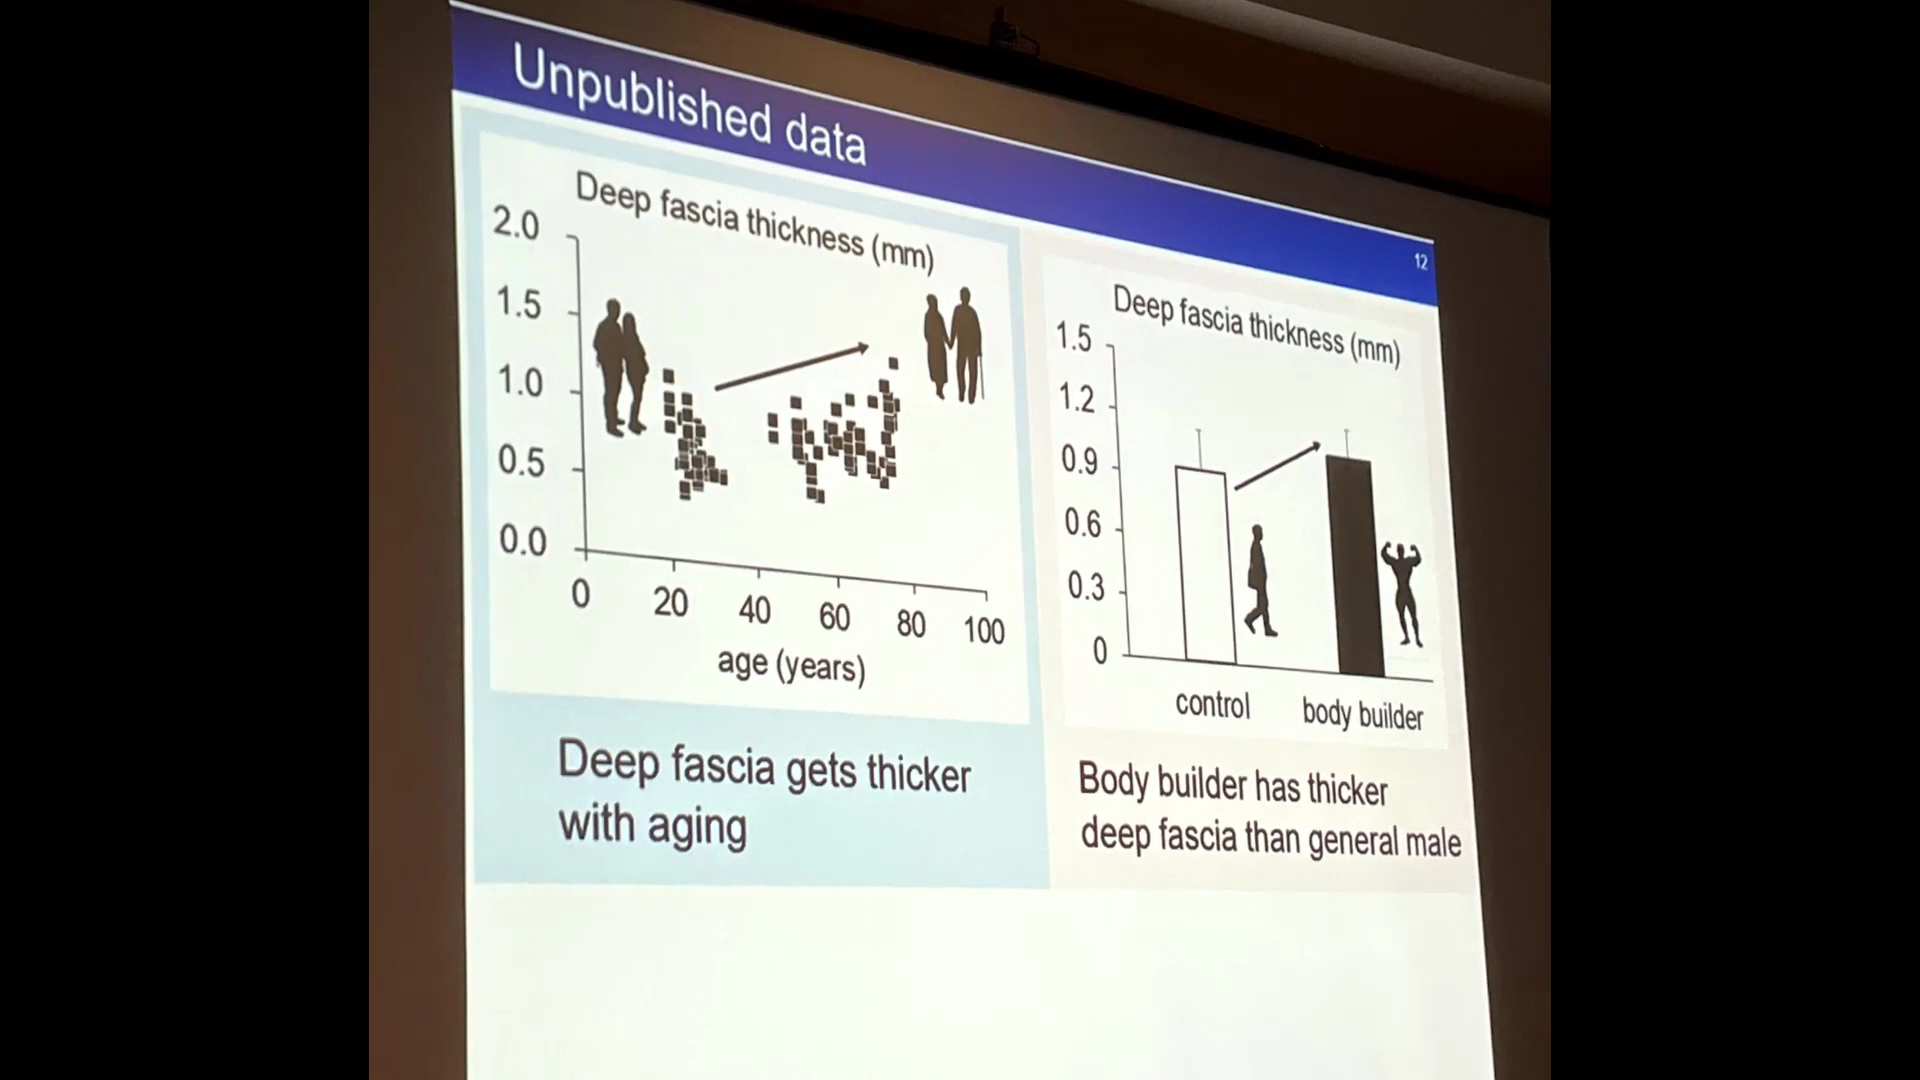 Unpublished data
12
Deep fascia thickness (mm)
2.0
1.5
1.0
0.5
0.0
0 20 40 60 80 100
age (years)
Deep fascia gets thicker
with aging
Deep fascia thickness (mm)
1.5
1.2
0.9
0.6
0.3
0
control body builder
Body builder has thicker
deep fascia than general male